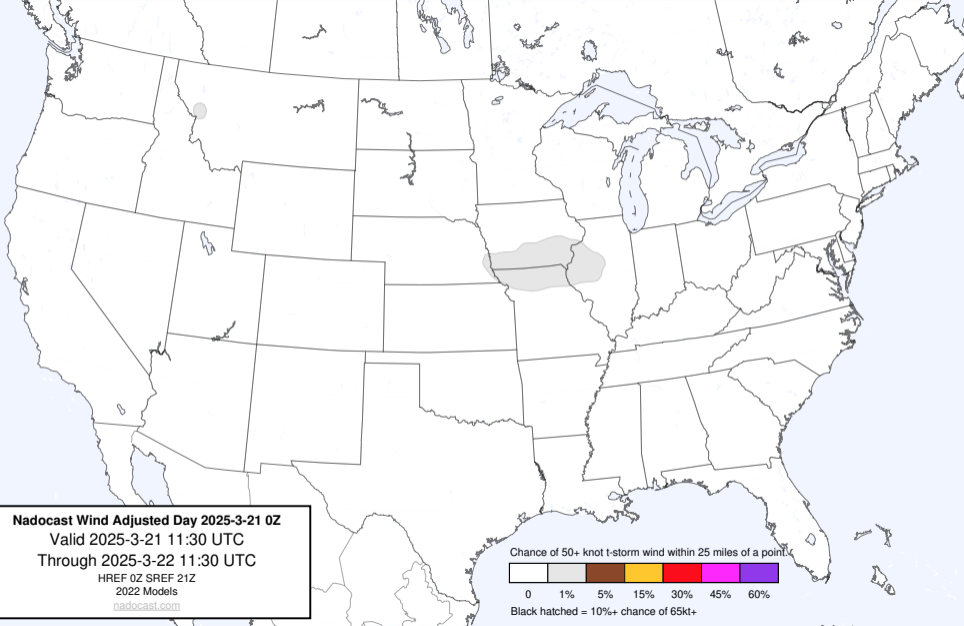 Nadocast Wind Adjusted Day 2025-3-21 0Z
Valid 2025-3-21 11:30 UTC
Through 2025-3-22 11:30 UTC
HREF 0Z SREF 21Z
2022 Models
nadocast.com
Chance of 50+ knot t-storm wind within 25 miles of a point.
0 1% 5% 15% 30% 45% 60%
Black hatched = 10%+ chance of 65kt+